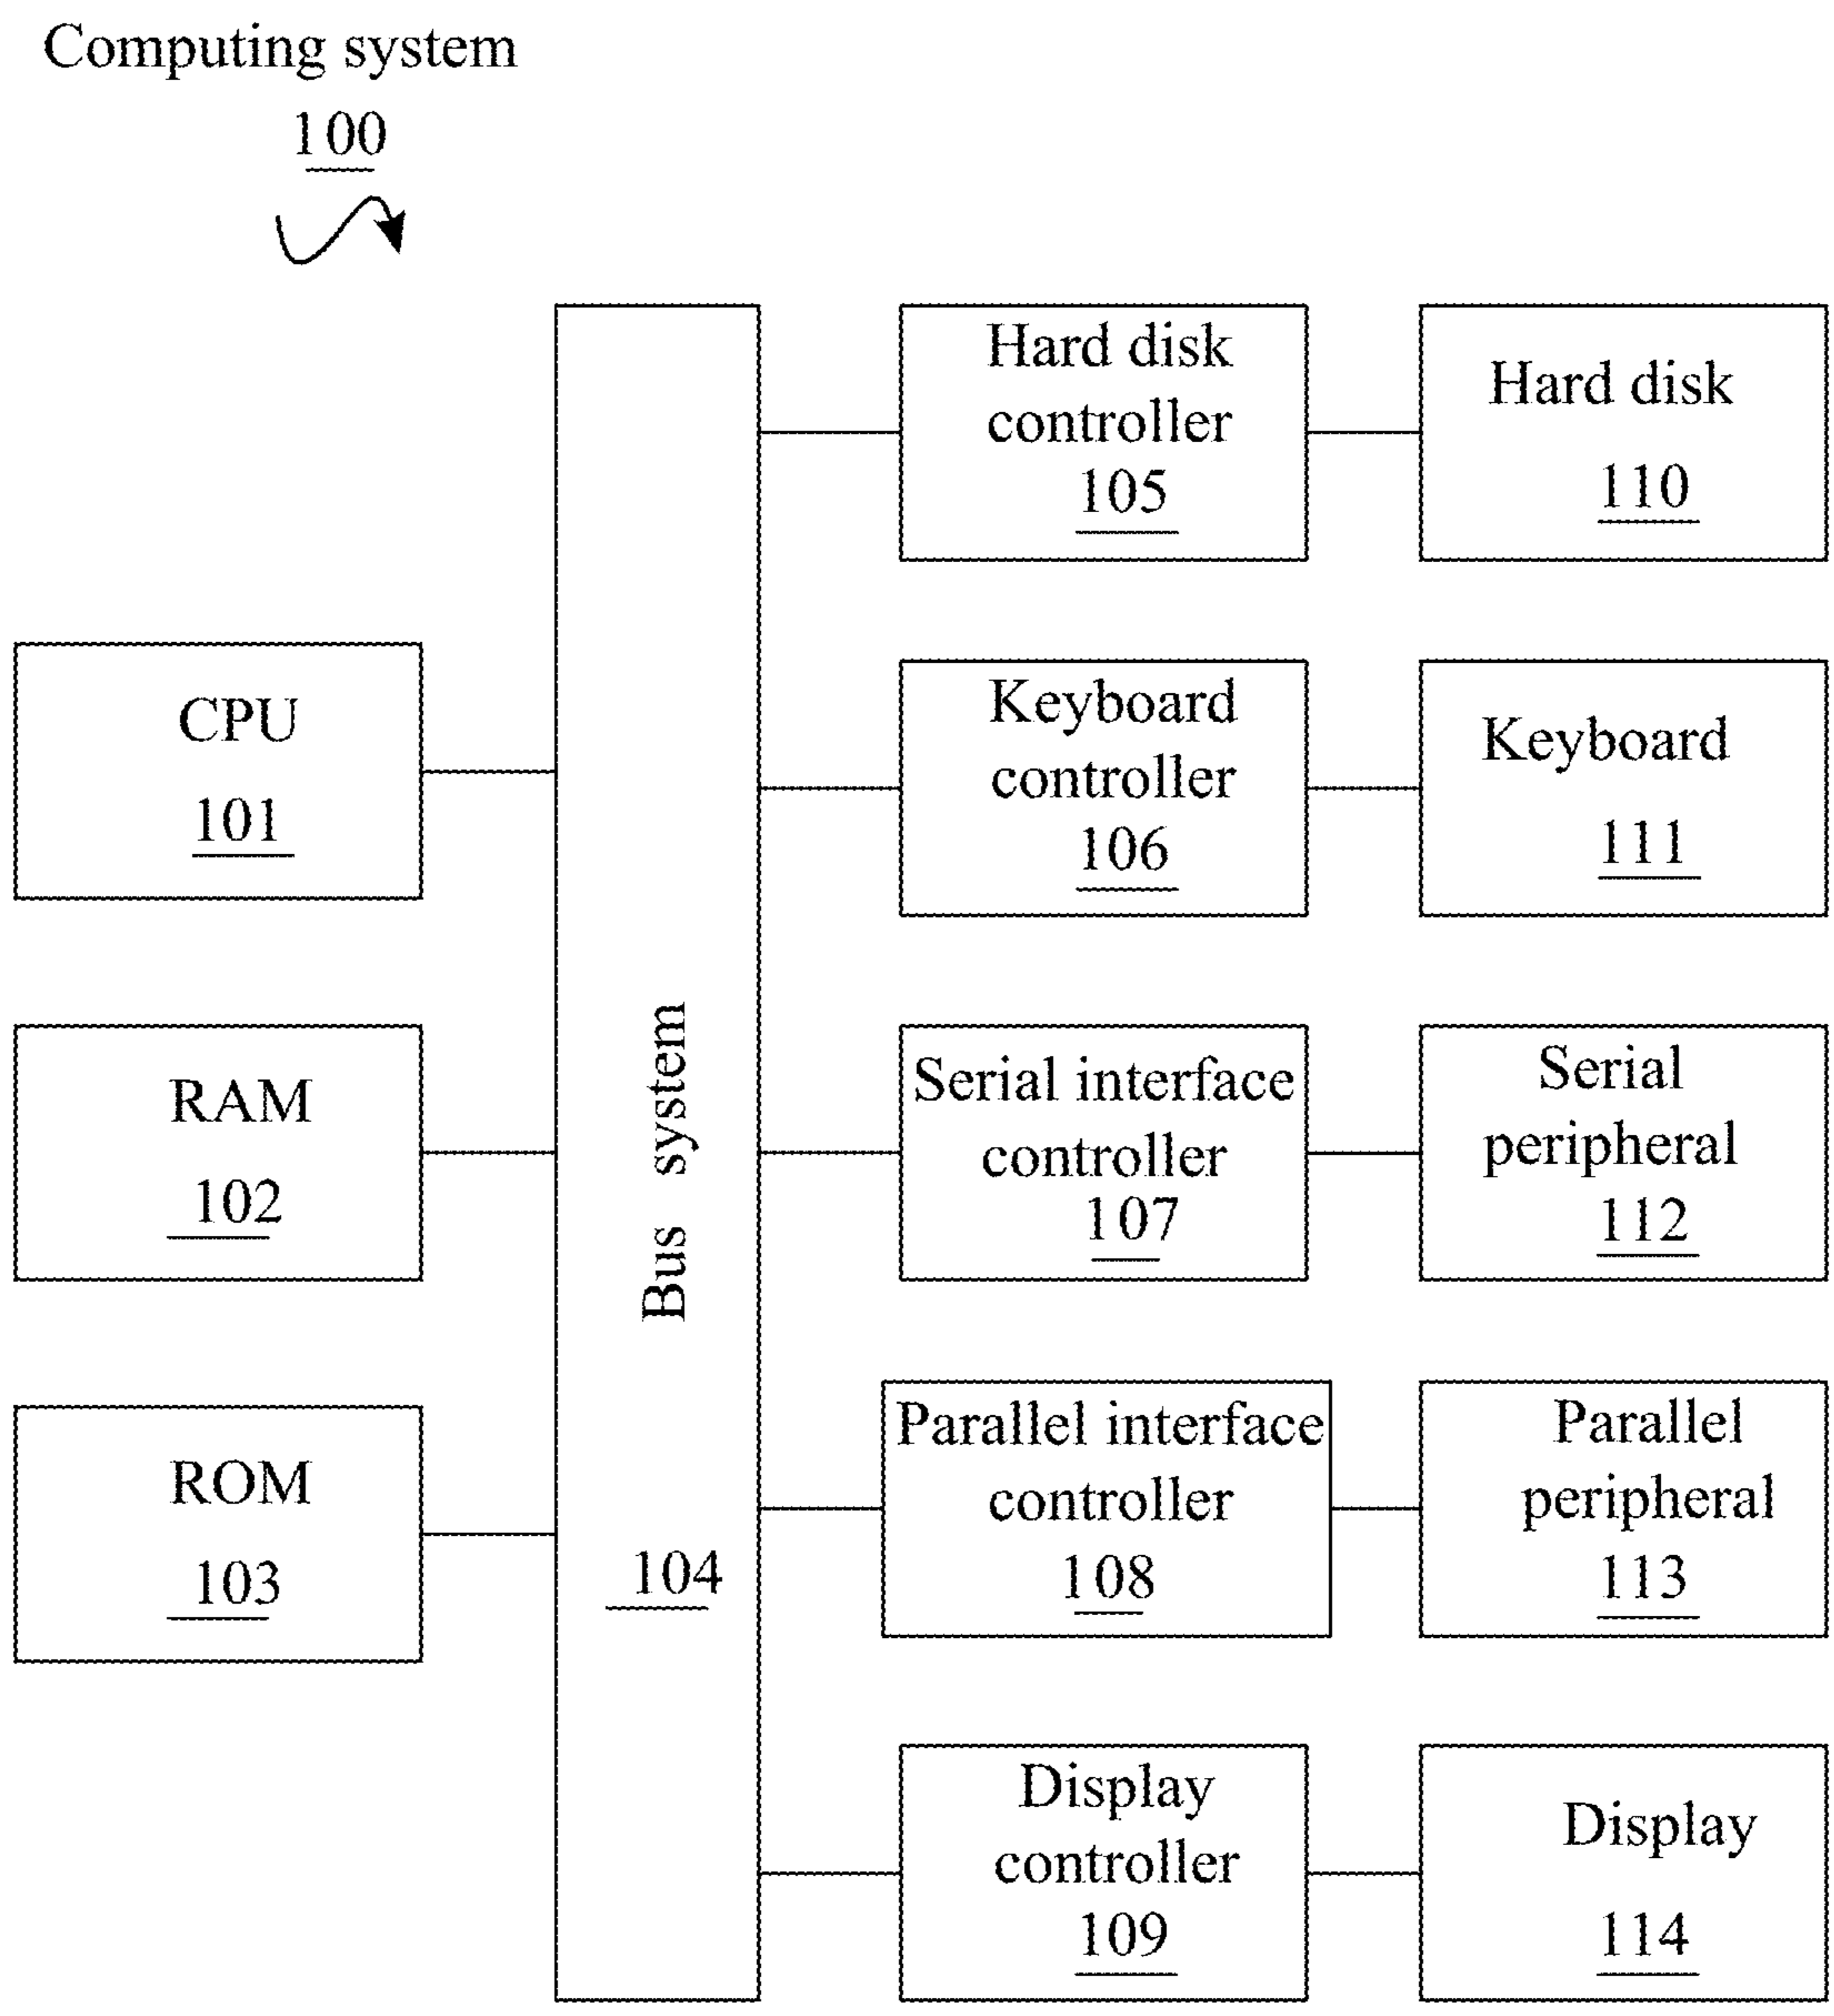 Computing system
100
Hard disk
controller
105
Hard disk
110
CPU
101
Keyboard
controller
106
Keyboard
111
RAM
102
Bus system
104
Serial interface
controller
107
Serial
peripheral
112
ROM
103
Parallel interface
controller
108
Parallel
peripheral
113
Display
controller
109
Display
114